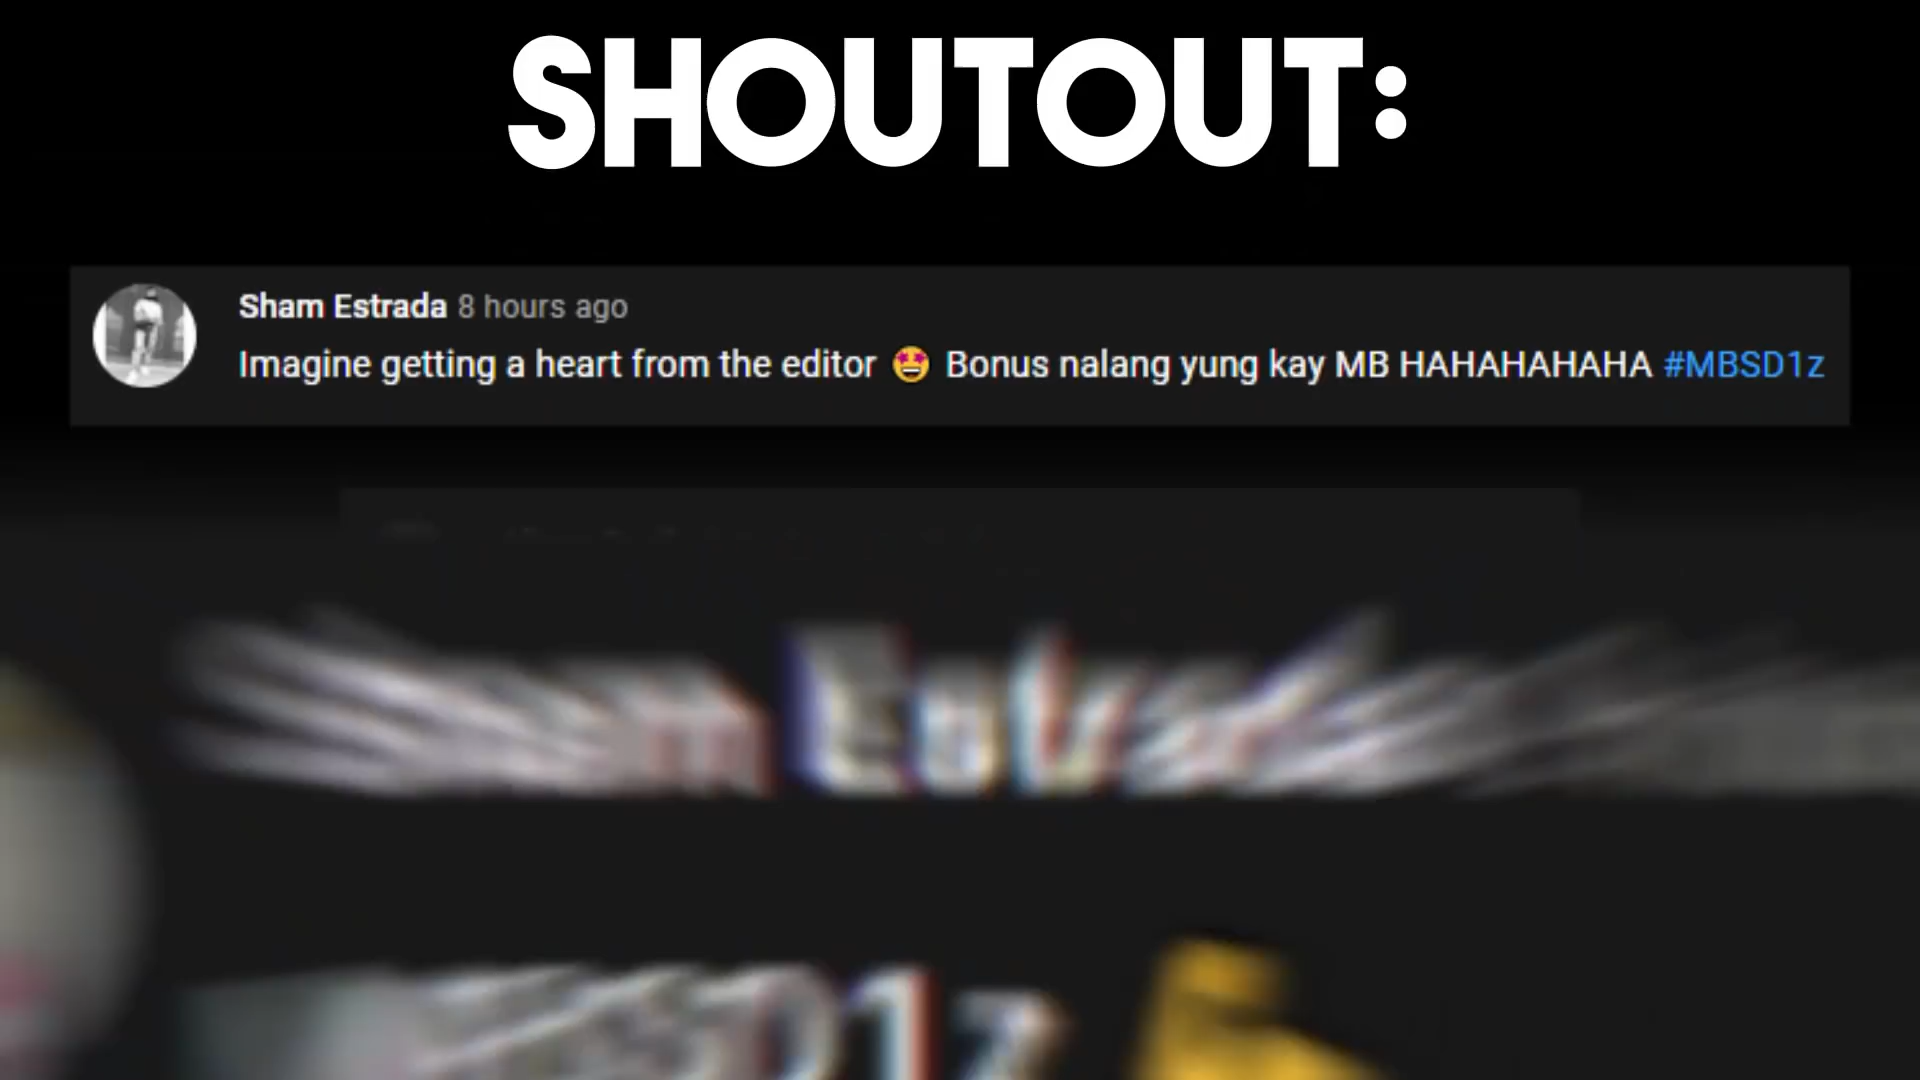 SHOUTOUT:
Sham Estrada 8 hours ago
Imagine getting a heart from the editor 🤩 Bonus nalang yung kay MB HAHAHAHAHA #MBSD1z